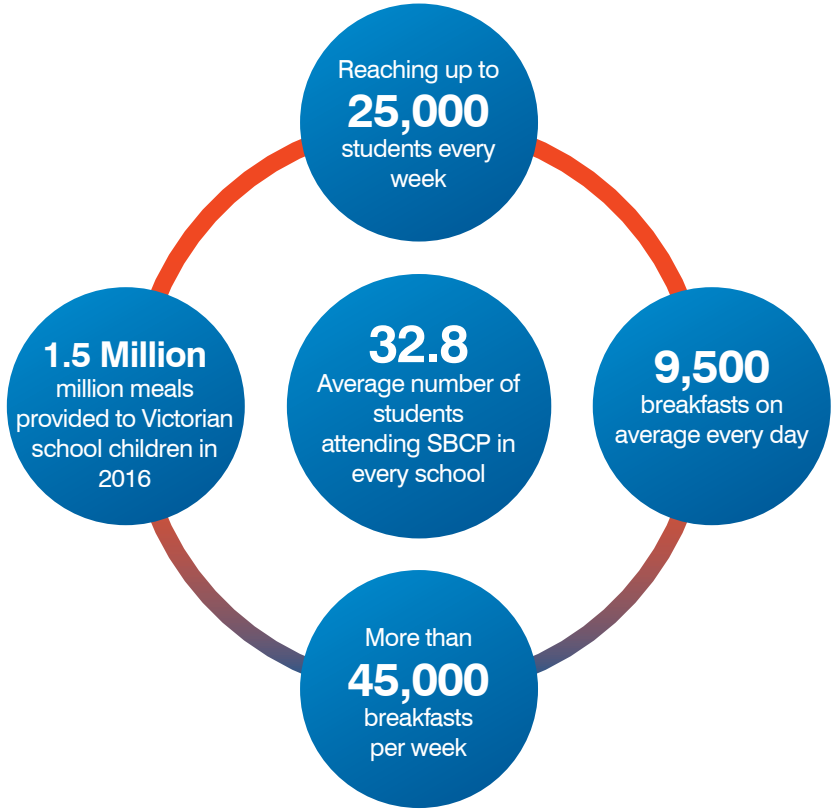 Reaching up to
25,000
students every
week
1.5 Million
million meals
provided to Victorian
school children in
2016
32.8
Average number of
students
attending SBCP in
every school
9,500
breakfasts on
average every day
More than
45,000
breakfasts
per week